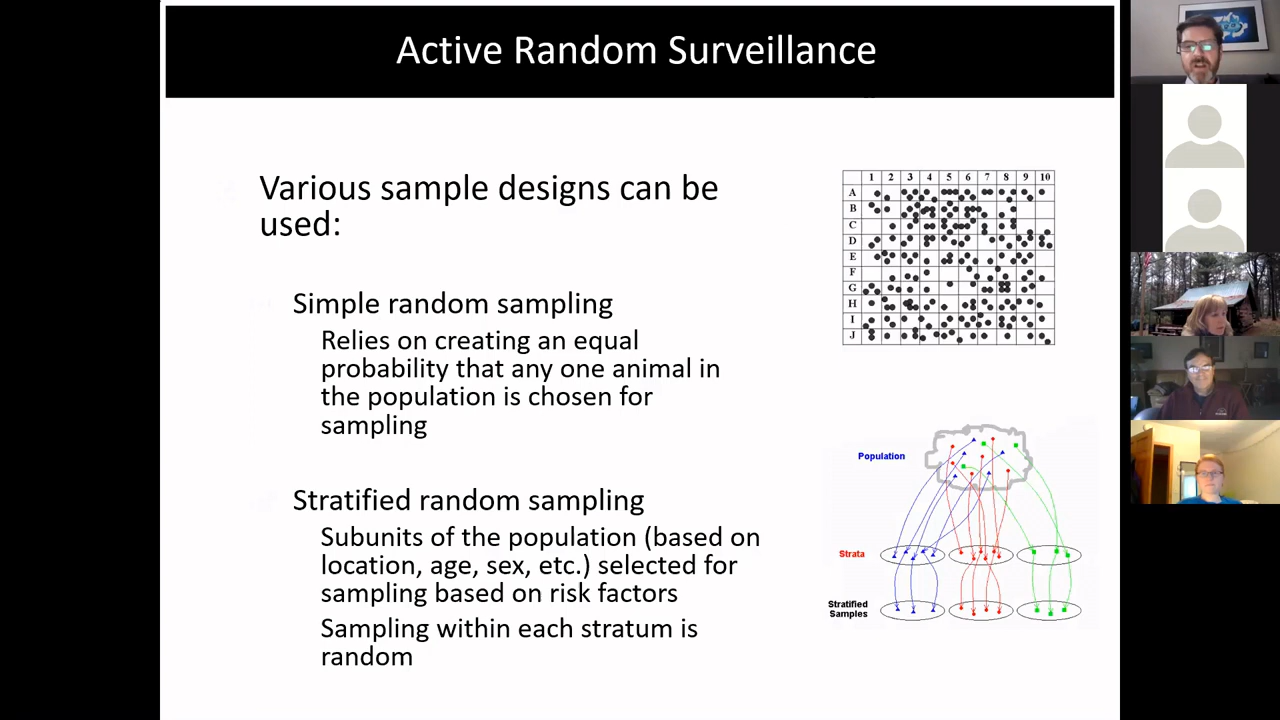 Active Random Surveillance
Various sample designs can be
used:
Simple random sampling
Relies on creating an equal
probability that any one animal in
the population is chosen for
sampling
Stratified random sampling
Subunits of the population (based on
location, age, sex, etc.) selected for
sampling based on risk factors
Sampling within each stratum is
random
1 2 3 4 5 6 7 8 9 10
A
B
C
D
E
F
G
H
I
J
Population
Strata
Stratified
Samples